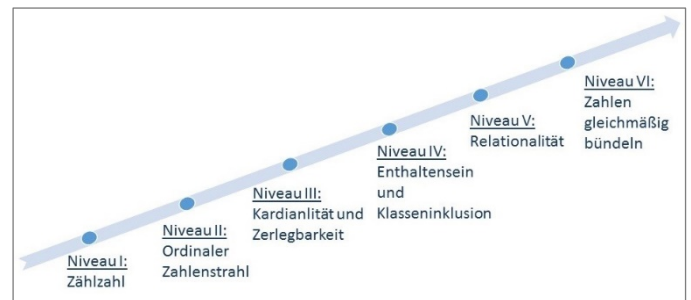 Niveau I:
Zählzahl
Niveau II:
Ordinaler
Zahlenstrahl
Niveau III:
Kardianlität und
Zerlegbarkeit
Niveau IV:
Enthaltensein
und
Klasseninklusion
Niveau V:
Relationalität
Niveau VI:
Zahlen
gleichmäßig
bündeln